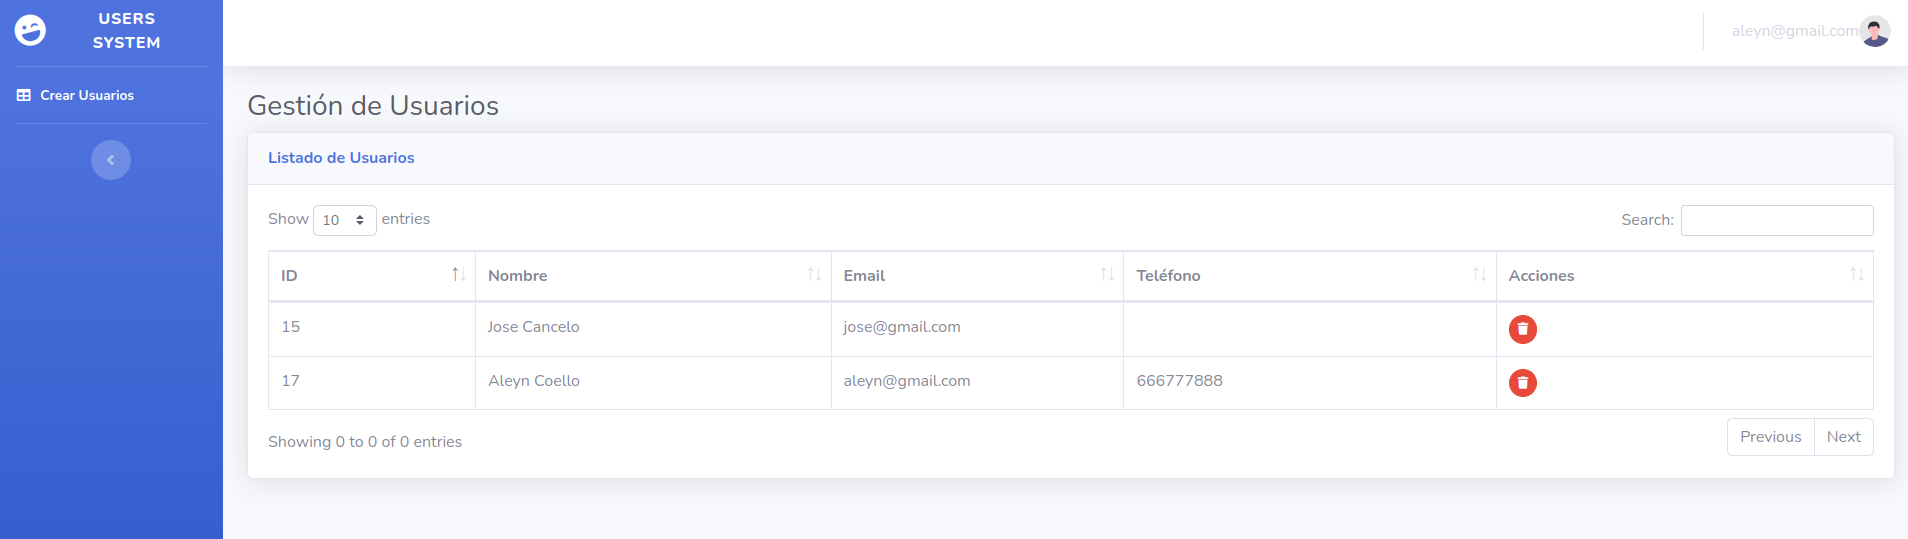 USERS
SYSTEM
aleyn@gmail.com
Crear Usuarios
Gestión de Usuarios
Listado de Usuarios
Show 10 entries
Search:
ID Nombre Email Teléfono Acciones
15 Jose Cancelo jose@gmail.com
17 Aleyn Coello aleyn@gmail.com 666777888
Showing 0 to 0 of 0 entries
Previous Next